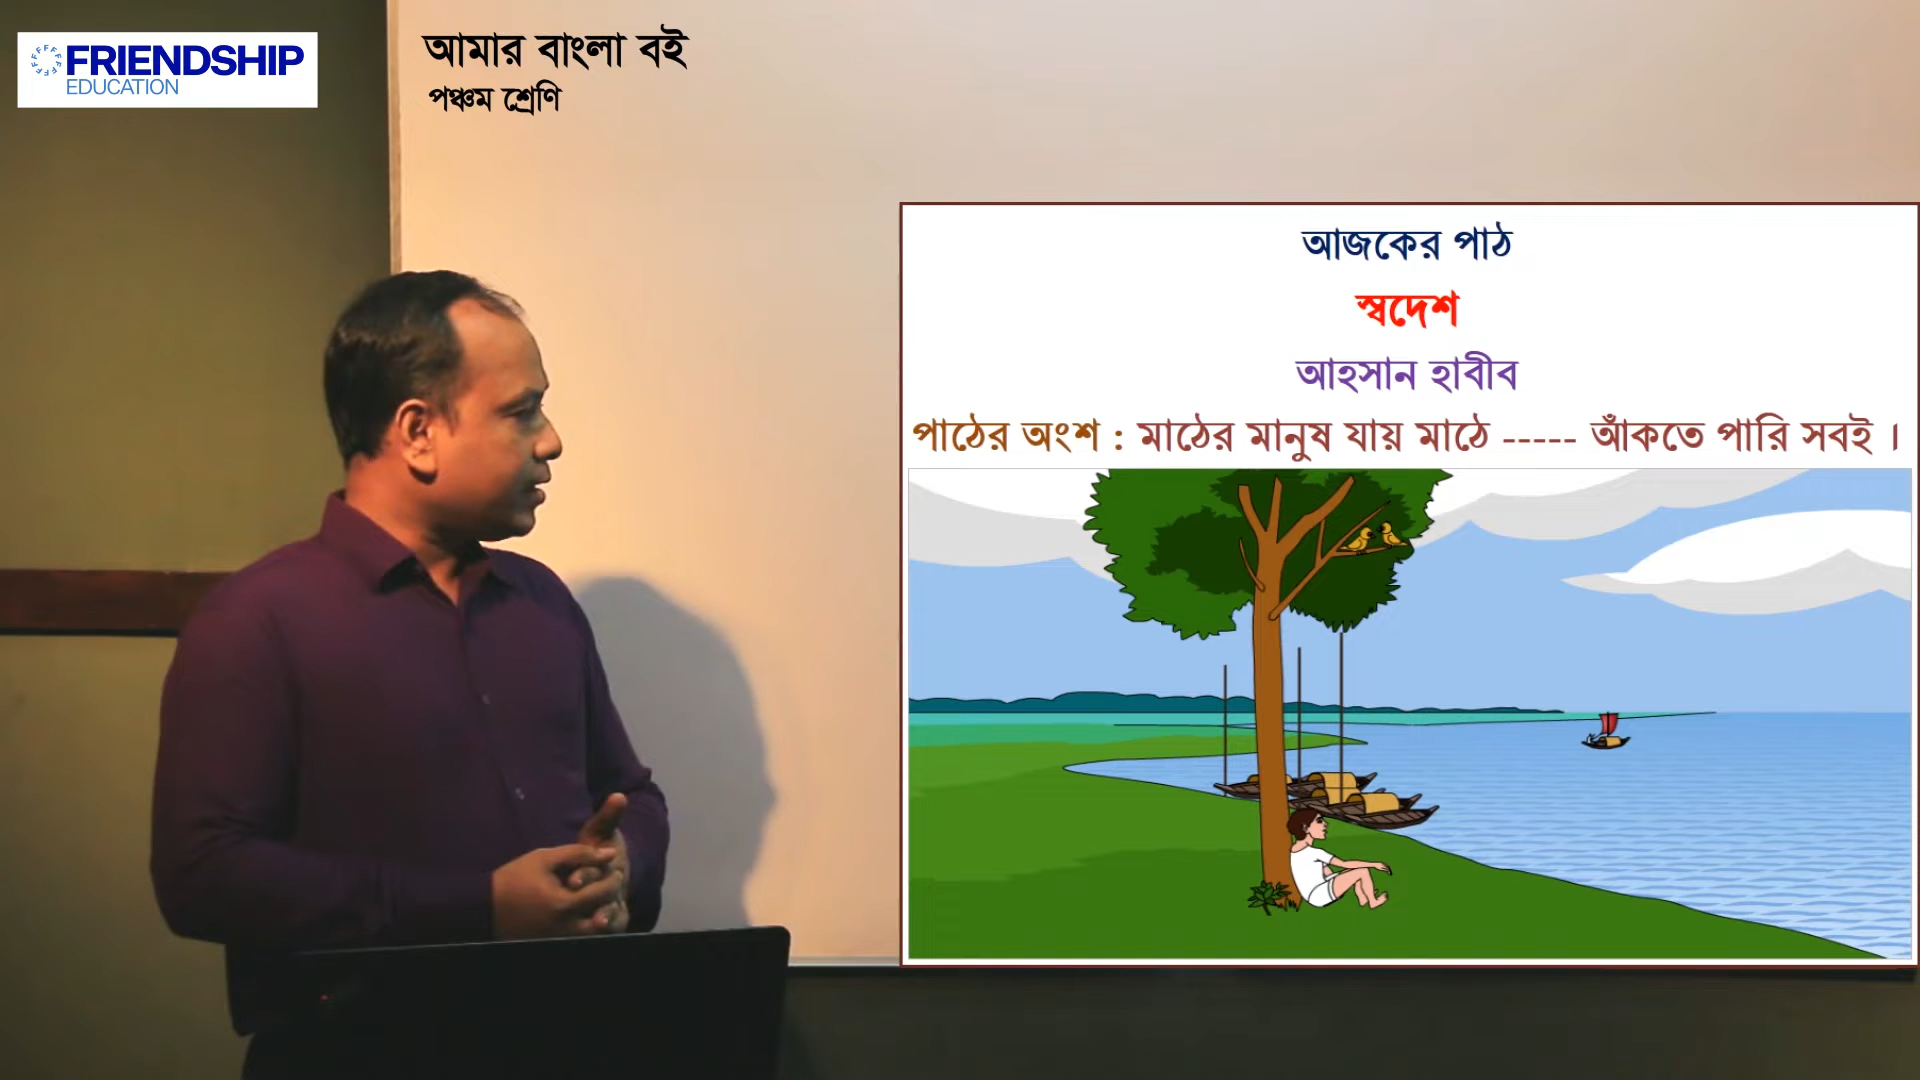 FRIENDSHIP
EDUCATION
আমার বাংলা বই
পঞ্চম শ্রেণি
আজকের পাঠ
স্বদেশ
আহসান হাবীব
পাঠের অংশ : মাঠের মানুষ যায় মাঠে ----- আঁকতে পারি সবই ।